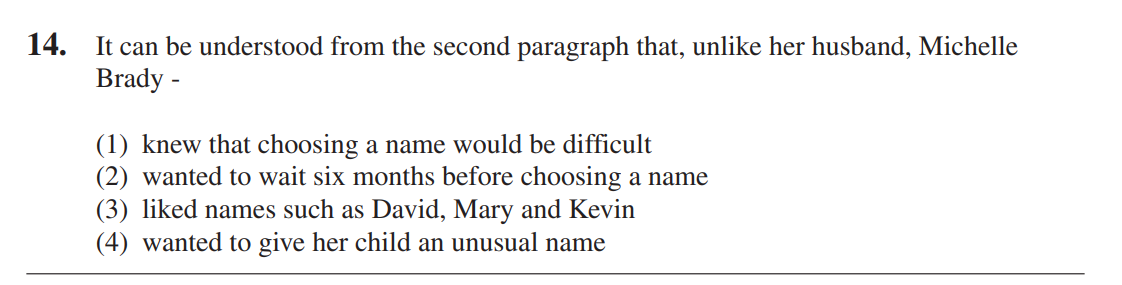 14. It can be understood from the second paragraph that, unlike her husband, Michelle
Brady -
(1) knew that choosing a name would be difficult
(2) wanted to wait six months before choosing a name
(3) liked names such as David, Mary and Kevin
(4) wanted to give her child an unusual name